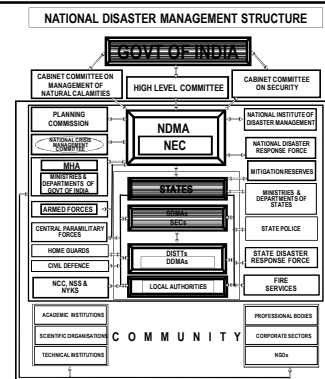 NATIONAL DISASTER MANAGEMENT STRUCTURE
GOVT OF INDIA
CABINET COMMITTEE ON
MANAGEMENT OF
NATURAL CALAMITIES
HIGH LEVEL COMMITTEE
CABINET COMMITTEE
ON SECURITY
PLANNING
COMMISSION
NATIONAL CRISIS
MANAGEMENT
COMMITTEE
MHA
MINISTRIES &
DEPARTMENTS OF
GOVT OF INDIA
ARMED FORCES
CENTRAL PARAMILITARY
FORCES
HOME GUARDS
CIVIL DEFENCE
NCC, NSS &
NYKS
NDMA
NEC
STATES
SDMAs
SECs
DISTTs
DDMAs
LOCAL AUTHORITIES
NATIONAL INSTITUTE OF
DISASTER MANAGEMENT
NATIONAL DISASTER
RESPONSE FORCE
MITIGATION RESERVES
MINISTRIES &
DEPARTMENTS OF
STATES
STATE POLICE
STATE DISASTER
RESPONSE FORCE
FIRE
SERVICES
ACADEMIC INSTITUTIONS
SCIENTIFIC ORGANISATIONS
TECHNICAL INSTITUTIONS
COMMUNITY
PROFESSIONAL BODIES
CORPORATE SECTORS
NGOs